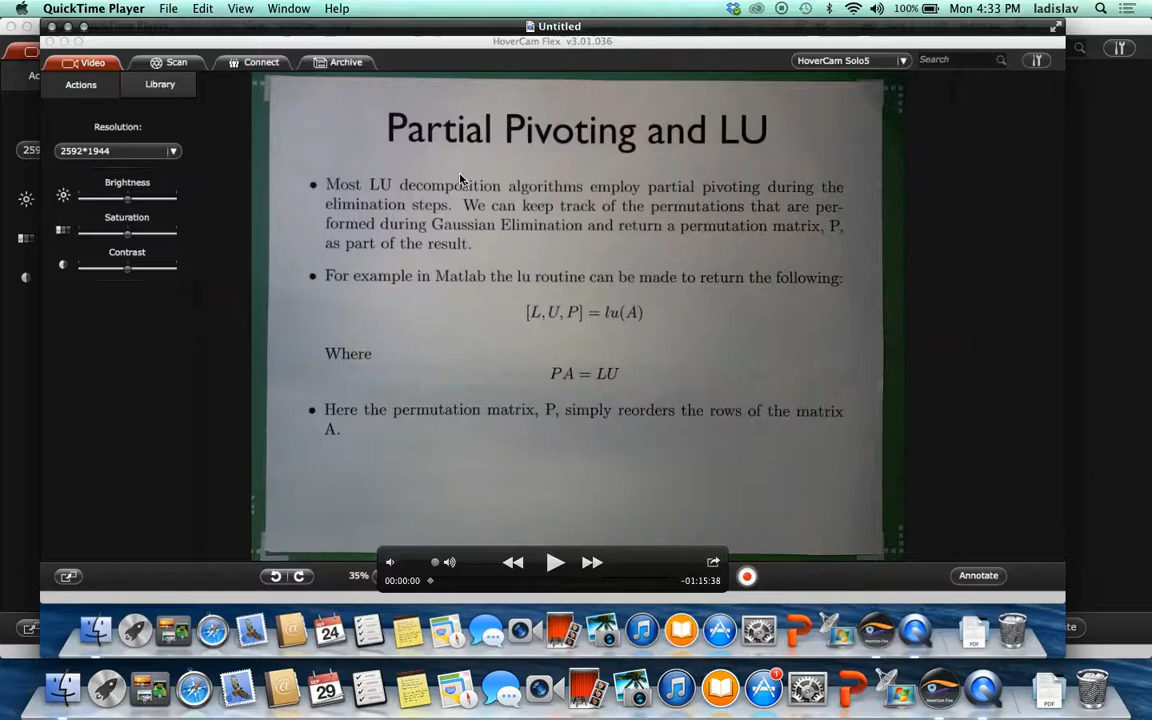 QuickTime Player File Edit View Window Help 100% Mon 4:33 PM ladislav
Untitled
HoverCam Flex v3.01.036
Video Scan Connect Archive HoverCam Solo5 Search
Actions Library
Resolution:
2592*1944
Brightness
Saturation
Contrast
Partial Pivoting and LU
• Most LU decomposition algorithms employ partial pivoting during the
elimination steps. We can keep track of the permutations that are per-
formed during Gaussian Elimination and return a permutation matrix, P,
as part of the result.
• For example in Matlab the lu routine can be made to return the following:
[L, U, P] = lu(A)
Where
PA = LU
• Here the permutation matrix, P, simply reorders the rows of the matrix
A.
00:00:00 -01:15:38
35% Annotate
24
29
1
PDF
PDF